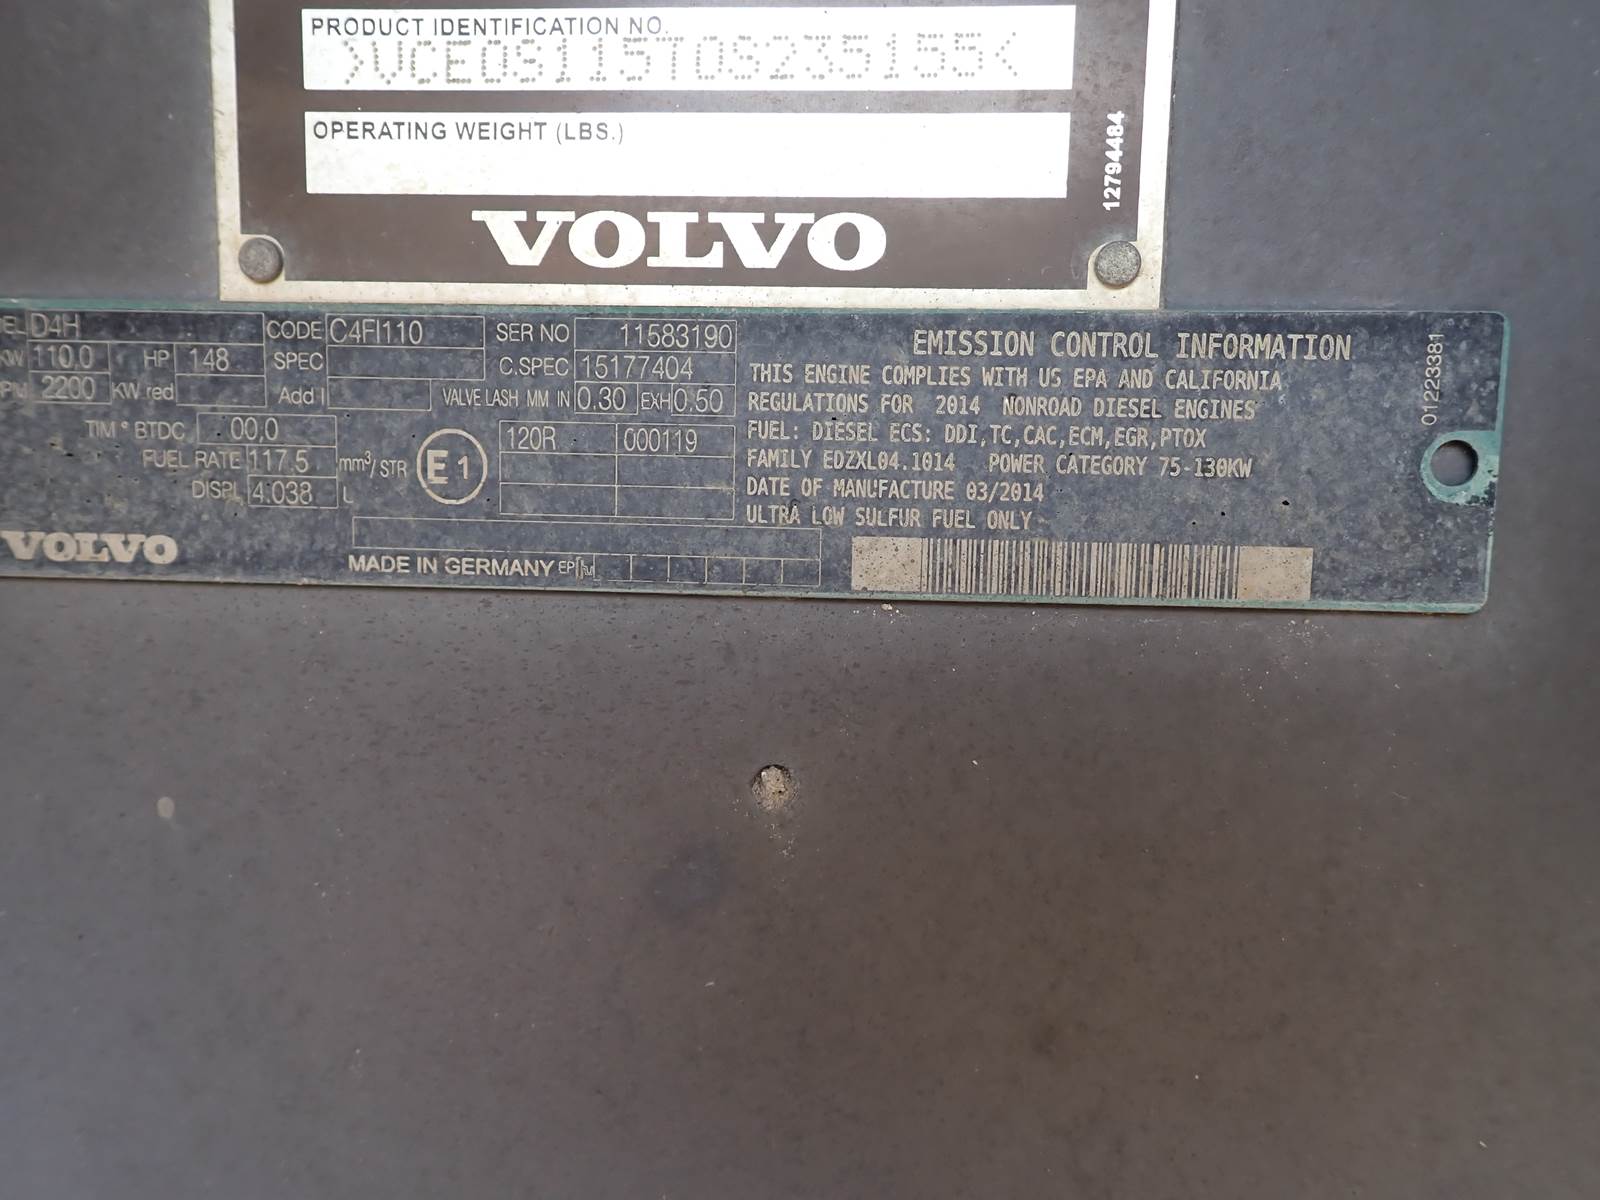 PRODUCT IDENTIFICATION NO.
>VCE0S115T0S235155<
OPERATING WEIGHT (LBS.)
12794484
VOLVO
EL D4H CODE C4FI110 SER NO 11583190
KW 110.0 HP 148 SPEC C.SPEC 15177404
2200 KW red Add I VALVE LASH MM IN 0.30 EXH 0.50
TIM ° BTDC 00,0
FUEL RATE 117.5 mm³/STR
DISPL 4.038 L
E1
120R 000119
VOLVO
MADE IN GERMANY EP
EMISSION CONTROL INFORMATION
THIS ENGINE COMPLIES WITH US EPA AND CALIFORNIA
REGULATIONS FOR 2014 NONROAD DIESEL ENGINES
FUEL: DIESEL ECS: DDI,TC,CAC,ECM,EGR,PTOX
FAMILY EDZXL04.1014 POWER CATEGORY 75-130KW
DATE OF MANUFACTURE 03/2014
ULTRA LOW SULFUR FUEL ONLY
01223381